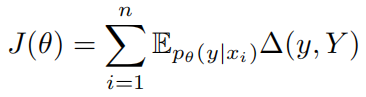 J(θ) = ∑_{i=1}^{n} 𝔼_{p_θ(y|x_i)} Δ(y, Y)